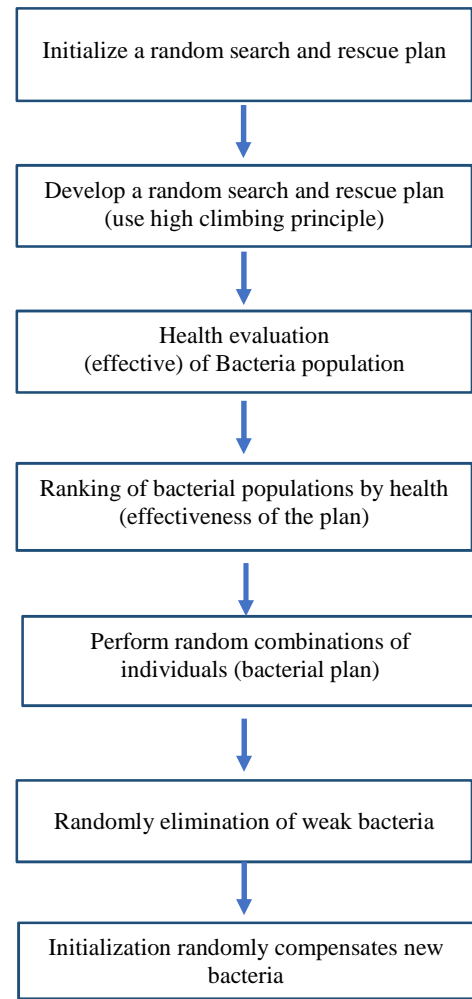 Initialize a random search and rescue plan
Develop a random search and rescue plan
(use high climbing principle)
Health evaluation
(effective) of Bacteria population
Ranking of bacterial populations by health
(effectiveness of the plan)
Perform random combinations of
individuals (bacterial plan)
Randomly elimination of weak bacteria
Initialization randomly compensates new
bacteria